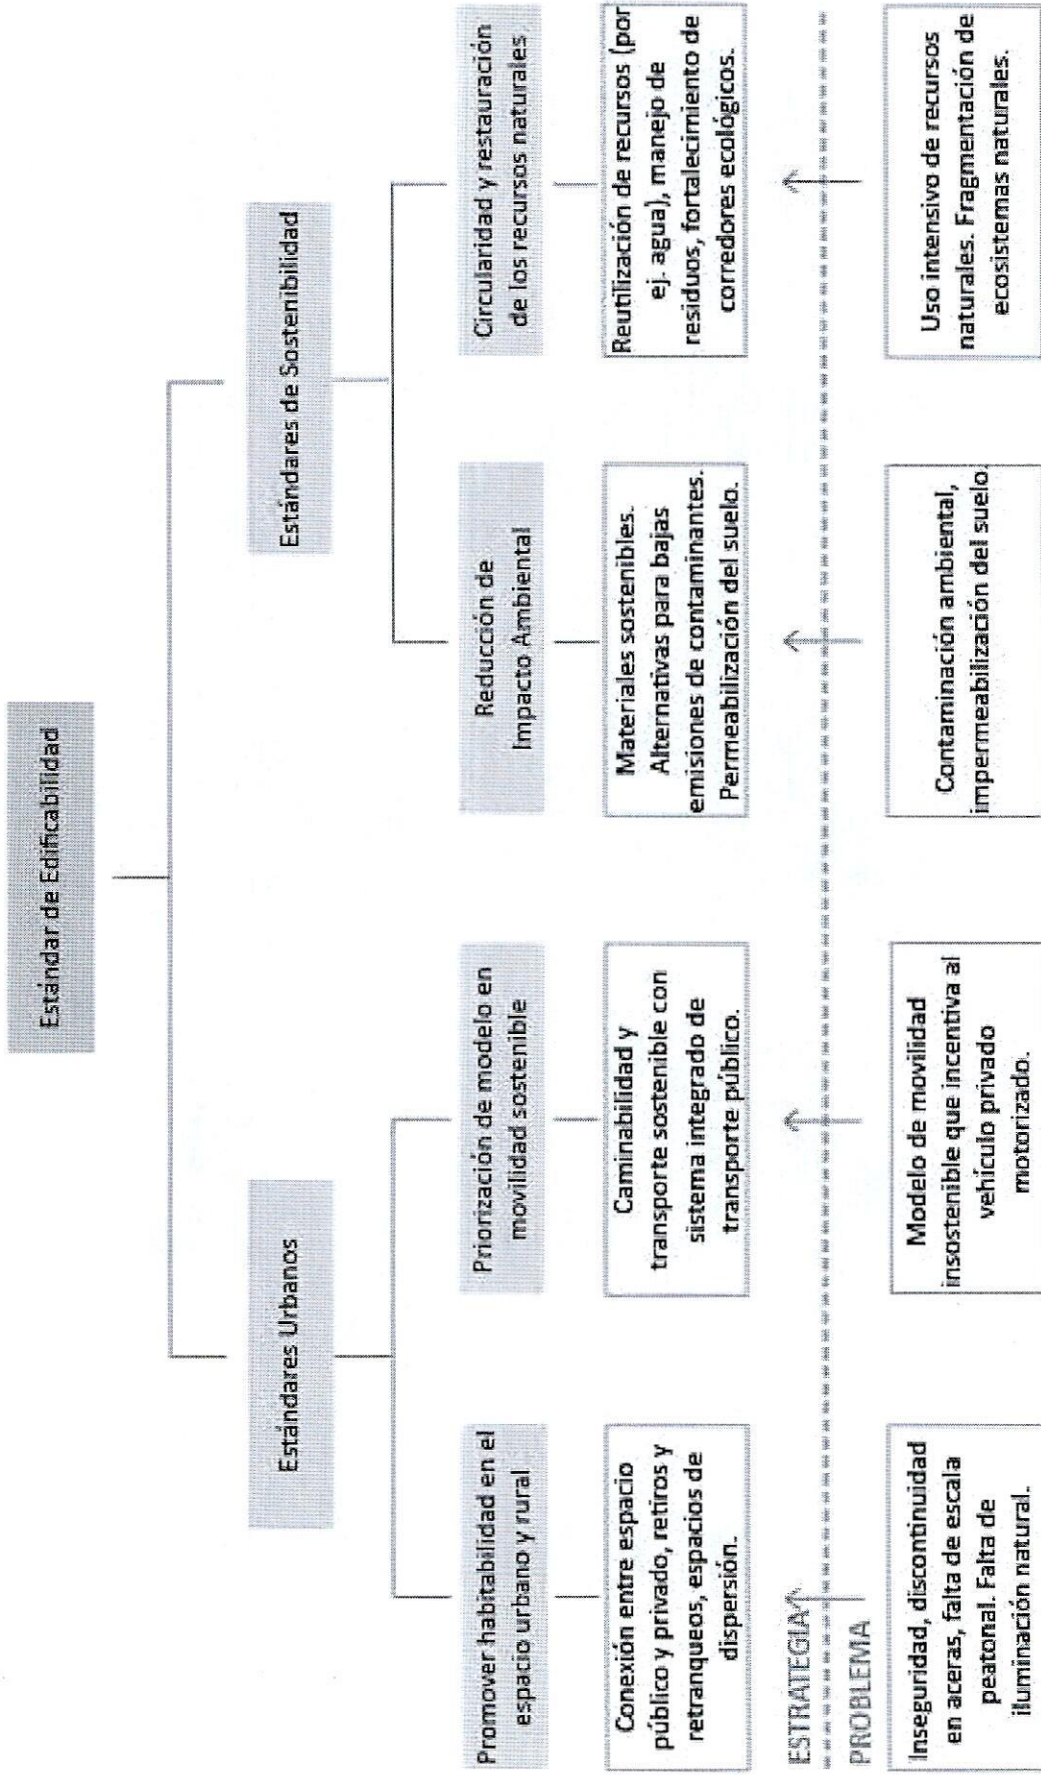 Estándar de Edificabilidad
Estándares Urbanos
Estándares de Sostenibilidad
Promover habitabilidad en el
espacio urbano y rural
Priorización de modelo en
movilidad sostenible
Reducción de
Impacto Ambiental
Circularidad y restauración
de los recursos naturales
Conexión entre espacio
público y privado, retiros y
retranqueos, espacios de
dispersión.
Caminabilidad y
transporte sostenible con
sistema integrado de
transporte público.
Materiales sostenibles.
Alternativas para bajas
emisiones de contaminantes.
Permeabilización del suelo.
Reutilización de recursos (por
ej. agua), manejo de
residuos, fortalecimiento de
corredores ecológicos.
ESTRATEGIA
PROBLEMA
Inseguridad, discontinuidad
en aceras, falta de escala
peatonal. Falta de
iluminación natural.
Modelo de movilidad
insostenible que incentiva al
vehículo privado
motorizado.
Contaminación ambiental,
impermeabilización del suelo.
Uso intensivo de recursos
naturales. Fragmentación de
ecosistemas naturales.